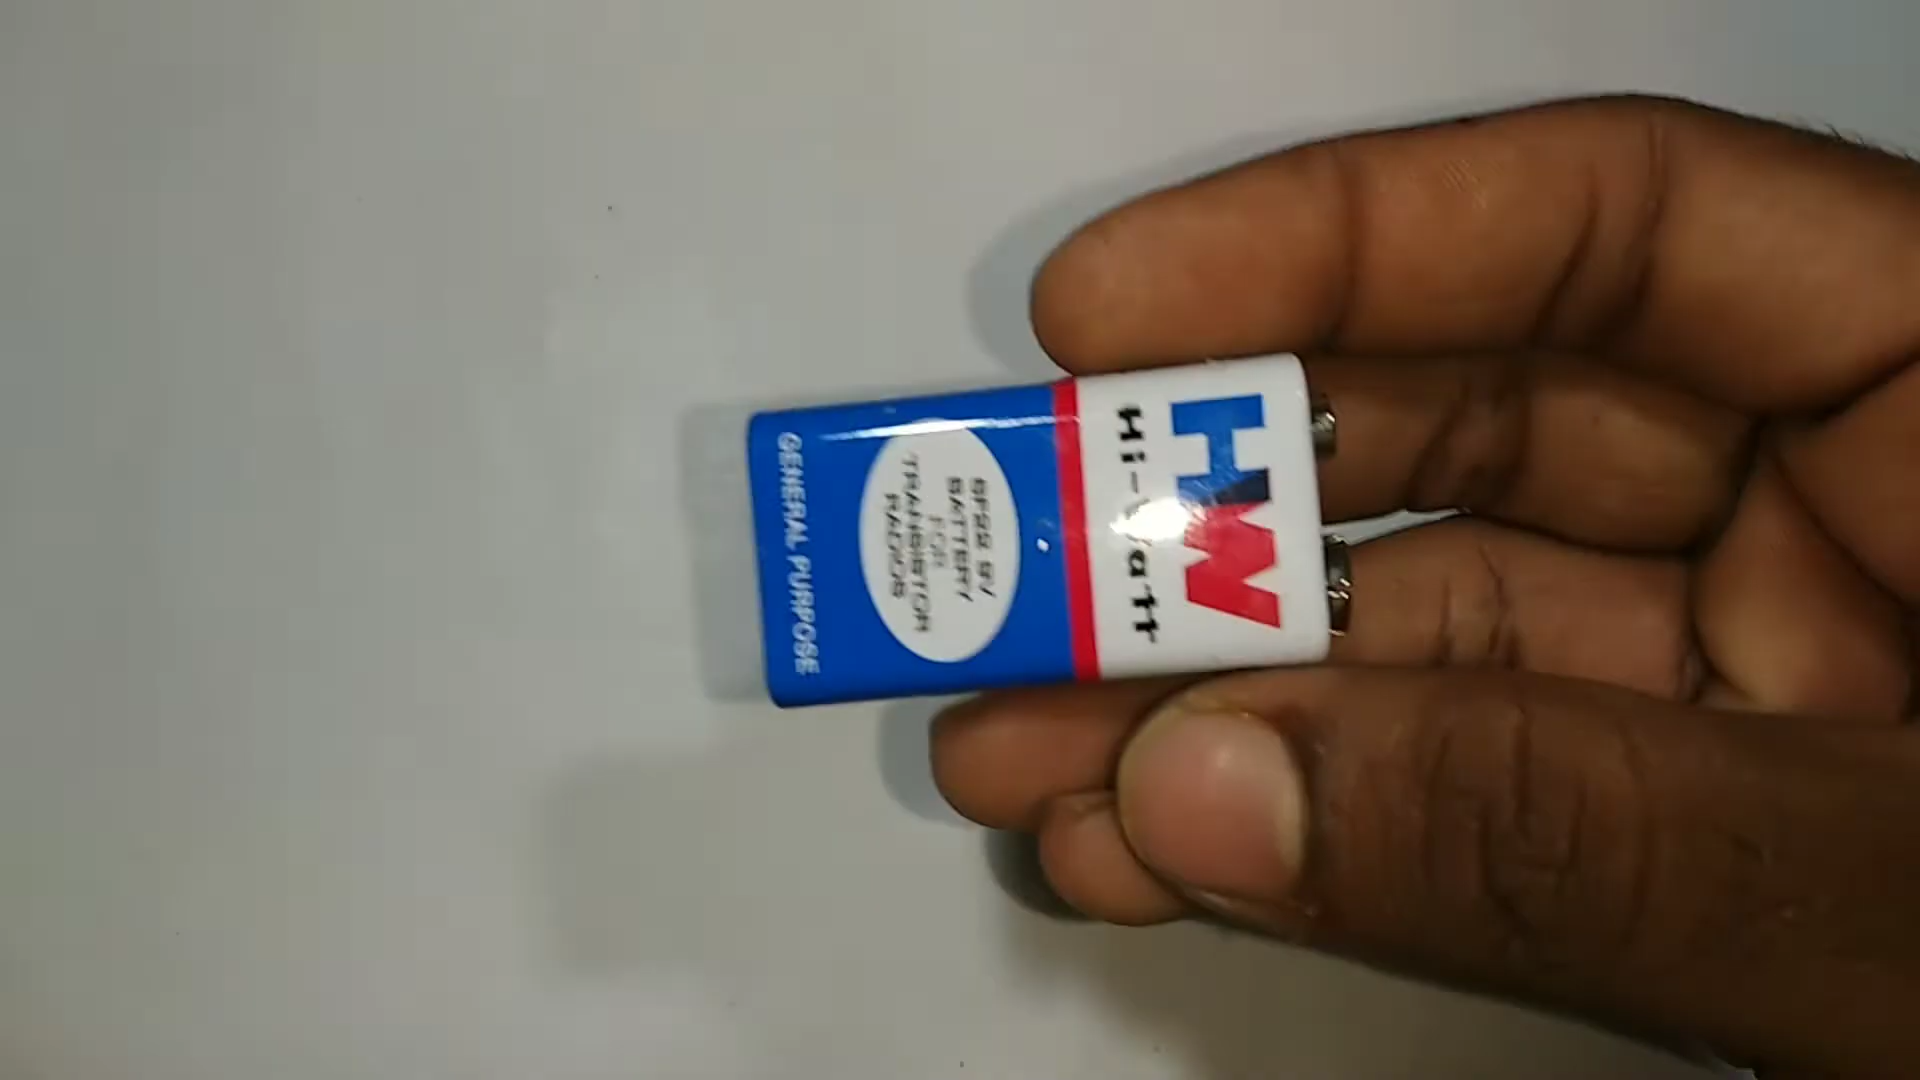 HW
Hi-Watt
6F22 9V
BATTERY
FOR
TRANSISTOR
RADIOS
GENERAL PURPOSE